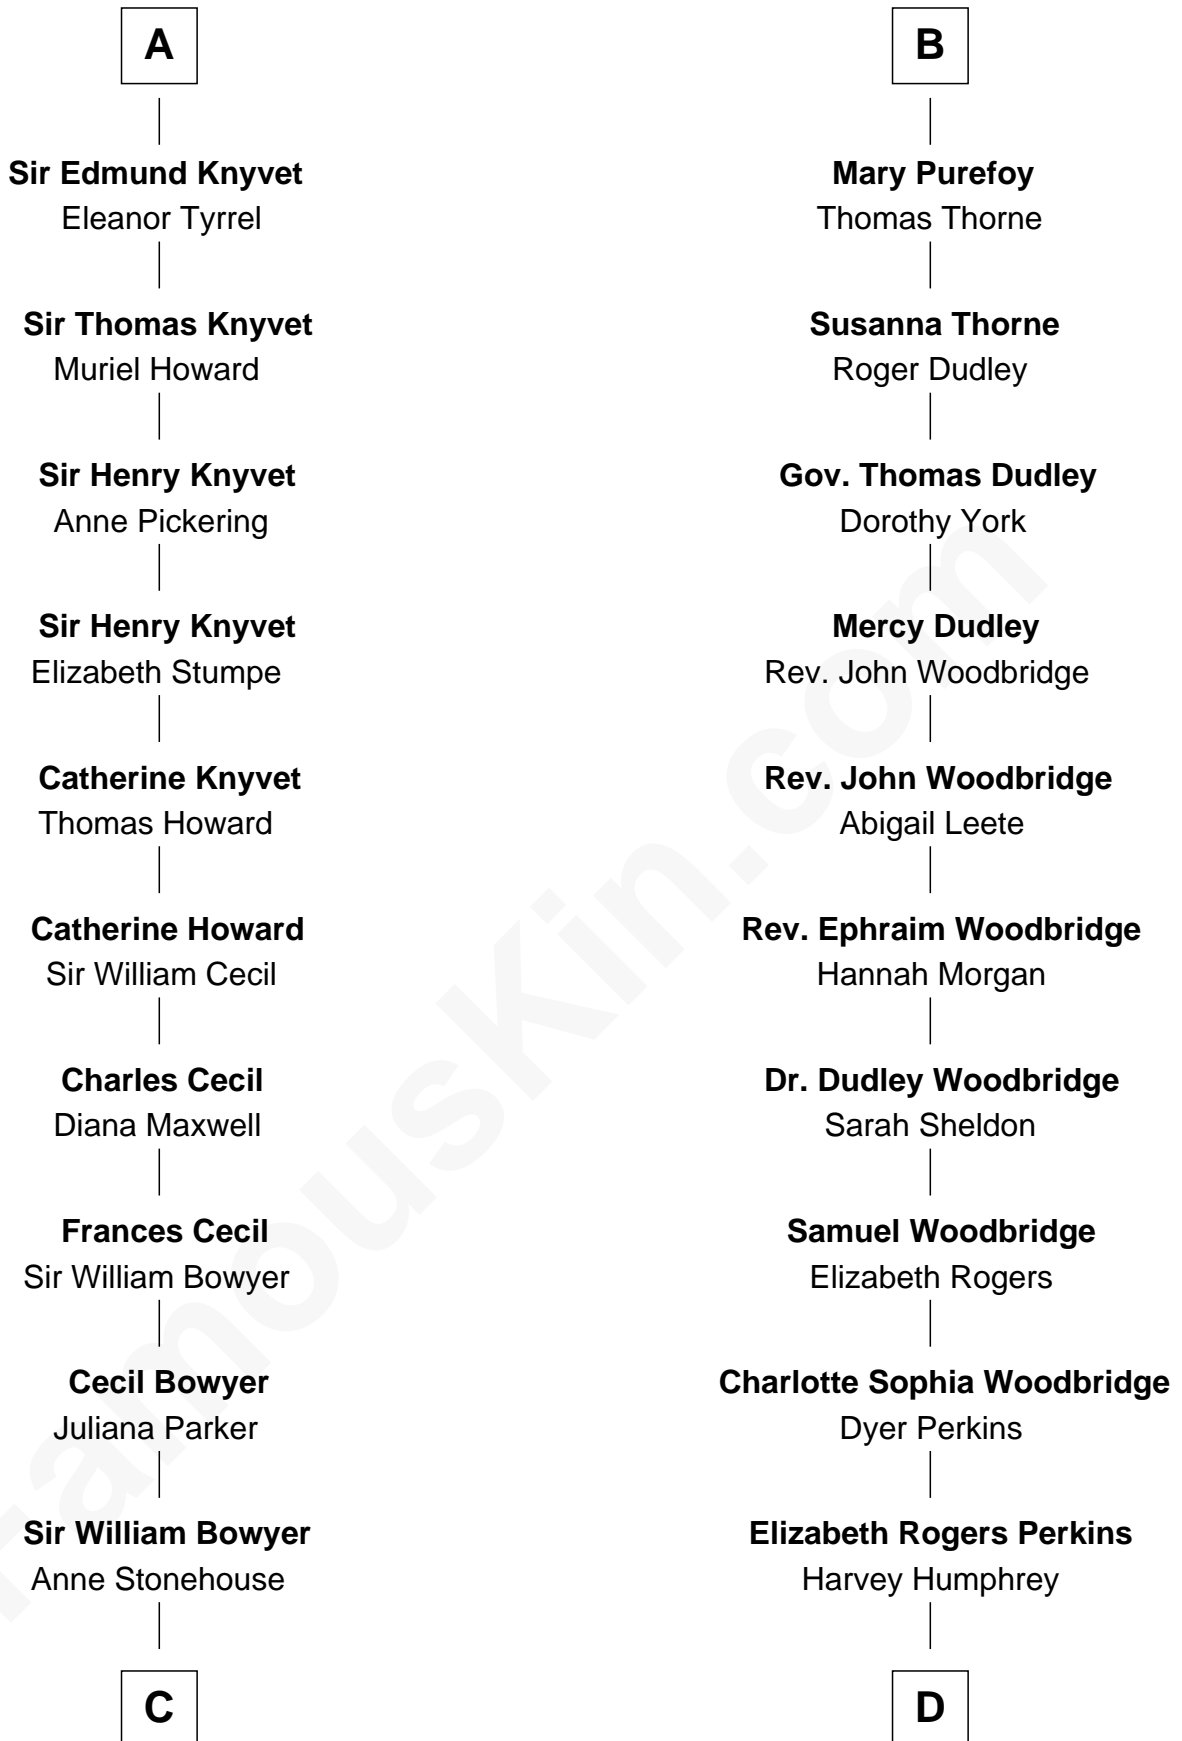 A
Sir Edmund Knyvet
Eleanor Tyrrel
Sir Thomas Knyvet
Muriel Howard
Sir Henry Knyvet
Anne Pickering
Sir Henry Knyvet
Elizabeth Stumpe
Catherine Knyvet
Thomas Howard
Catherine Howard
Sir William Cecil
Charles Cecil
Diana Maxwell
Frances Cecil
Sir William Bowyer
Cecil Bowyer
Juliana Parker
Sir William Bowyer
Anne Stonehouse
C
B
Mary Purefoy
Thomas Thorne
Susanna Thorne
Roger Dudley
Gov. Thomas Dudley
Dorothy York
Mercy Dudley
Rev. John Woodbridge
Rev. John Woodbridge
Abigail Leete
Rev. Ephraim Woodbridge
Hannah Morgan
Dr. Dudley Woodbridge
Sarah Sheldon
Samuel Woodbridge
Elizabeth Rogers
Charlotte Sophia Woodbridge
Dyer Perkins
Elizabeth Rogers Perkins
Harvey Humphrey
D
FamousKin.com